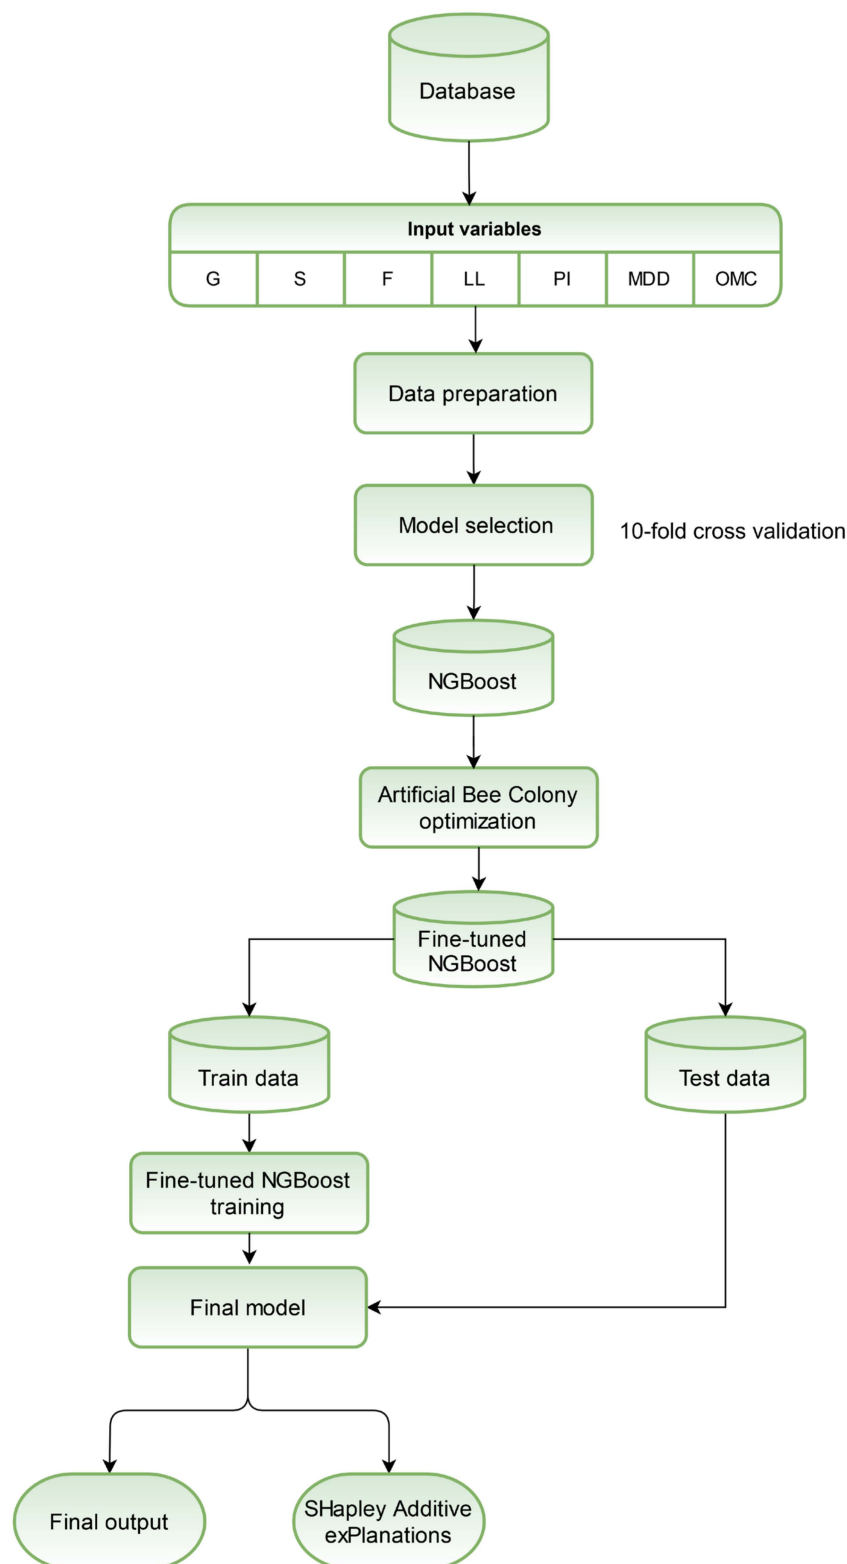 Database
Input variables
G S F LL PI MDD OMC
Data preparation
Model selection
10-fold cross validation
NGBoost
Artificial Bee Colony
optimization
Fine-tuned
NGBoost
Train data
Test data
Fine-tuned NGBoost
training
Final model
Final output
SHapley Additive
exPlanations